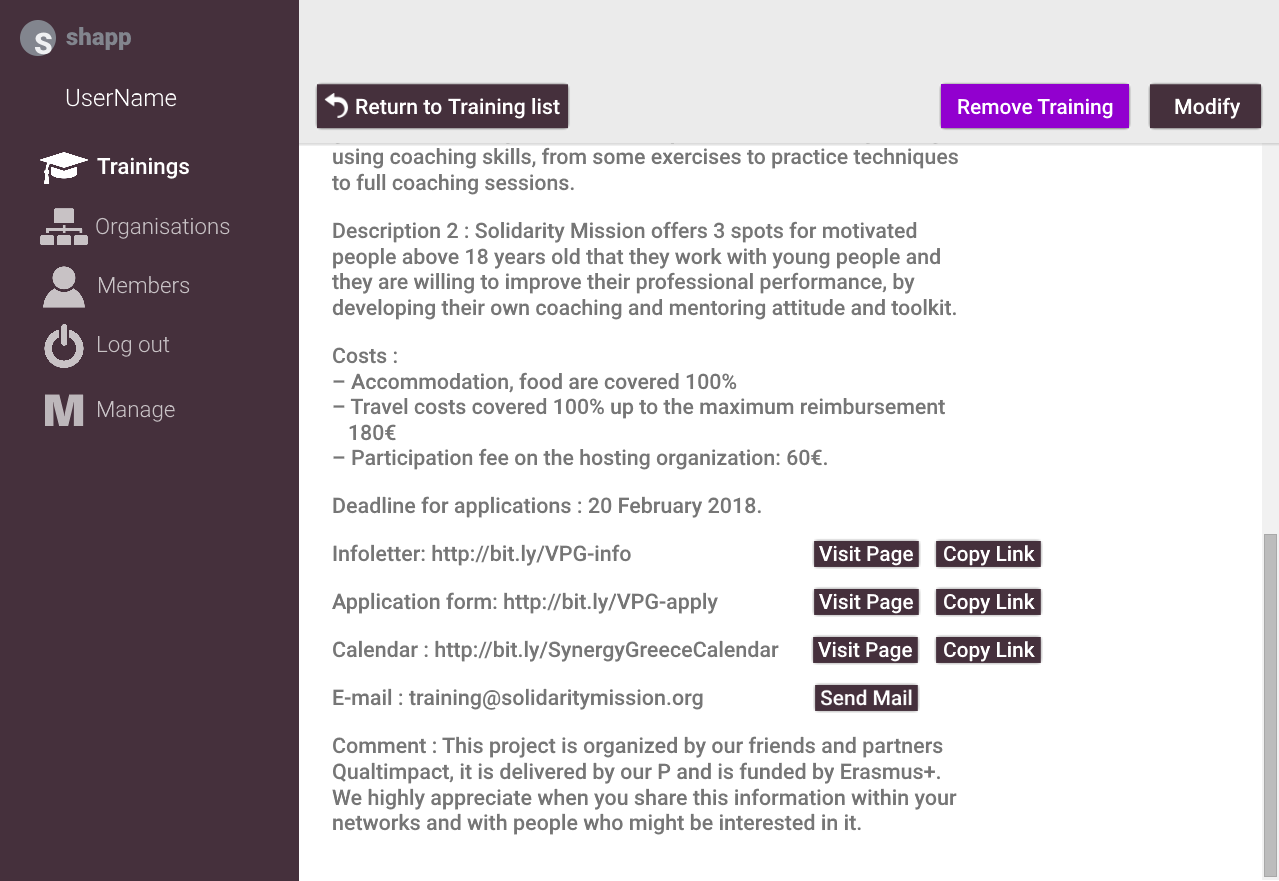 shapp
UserName
Trainings
Organisations
Members
Log out
Manage
Return to Training list
Remove Training
Modify
using coaching skills, from some exercises to practice techniques
to full coaching sessions.
Description 2 : Solidarity Mission offers 3 spots for motivated
people above 18 years old that they work with young people and
they are willing to improve their professional performance, by
developing their own coaching and mentoring attitude and toolkit.
Costs :
– Accommodation, food are covered 100%
– Travel costs covered 100% up to the maximum reimbursement
180€
– Participation fee on the hosting organization: 60€.
Deadline for applications : 20 February 2018.
Infoletter: http://bit.ly/VPG-info Visit Page Copy Link
Application form: http://bit.ly/VPG-apply Visit Page Copy Link
Calendar : http://bit.ly/SynergyGreeceCalendar Visit Page Copy Link
E-mail : training@solidaritymission.org Send Mail
Comment : This project is organized by our friends and partners
Qualtimpact, it is delivered by our P and is funded by Erasmus+.
We highly appreciate when you share this information within your
networks and with people who might be interested in it.